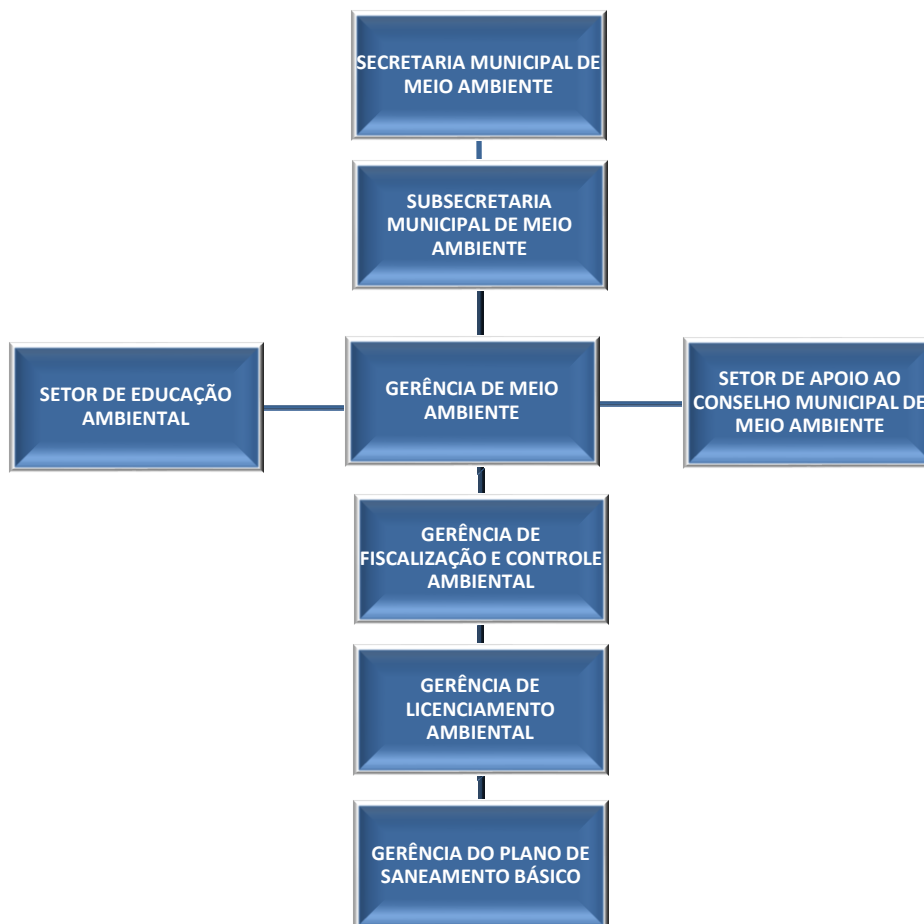 SECRETARIA MUNICIPAL DE
MEIO AMBIENTE
SUBSECRETARIA
MUNICIPAL DE MEIO
AMBIENTE
SETOR DE EDUCAÇÃO
AMBIENTAL
GERÊNCIA DE MEIO
AMBIENTE
SETOR DE APOIO AO
CONSELHO MUNICIPAL DE
MEIO AMBIENTE
GERÊNCIA DE
FISCALIZAÇÃO E CONTROLE
AMBIENTAL
GERÊNCIA DE
LICENCIAMENTO
AMBIENTAL
GERÊNCIA DO PLANO DE
SANEAMENTO BÁSICO